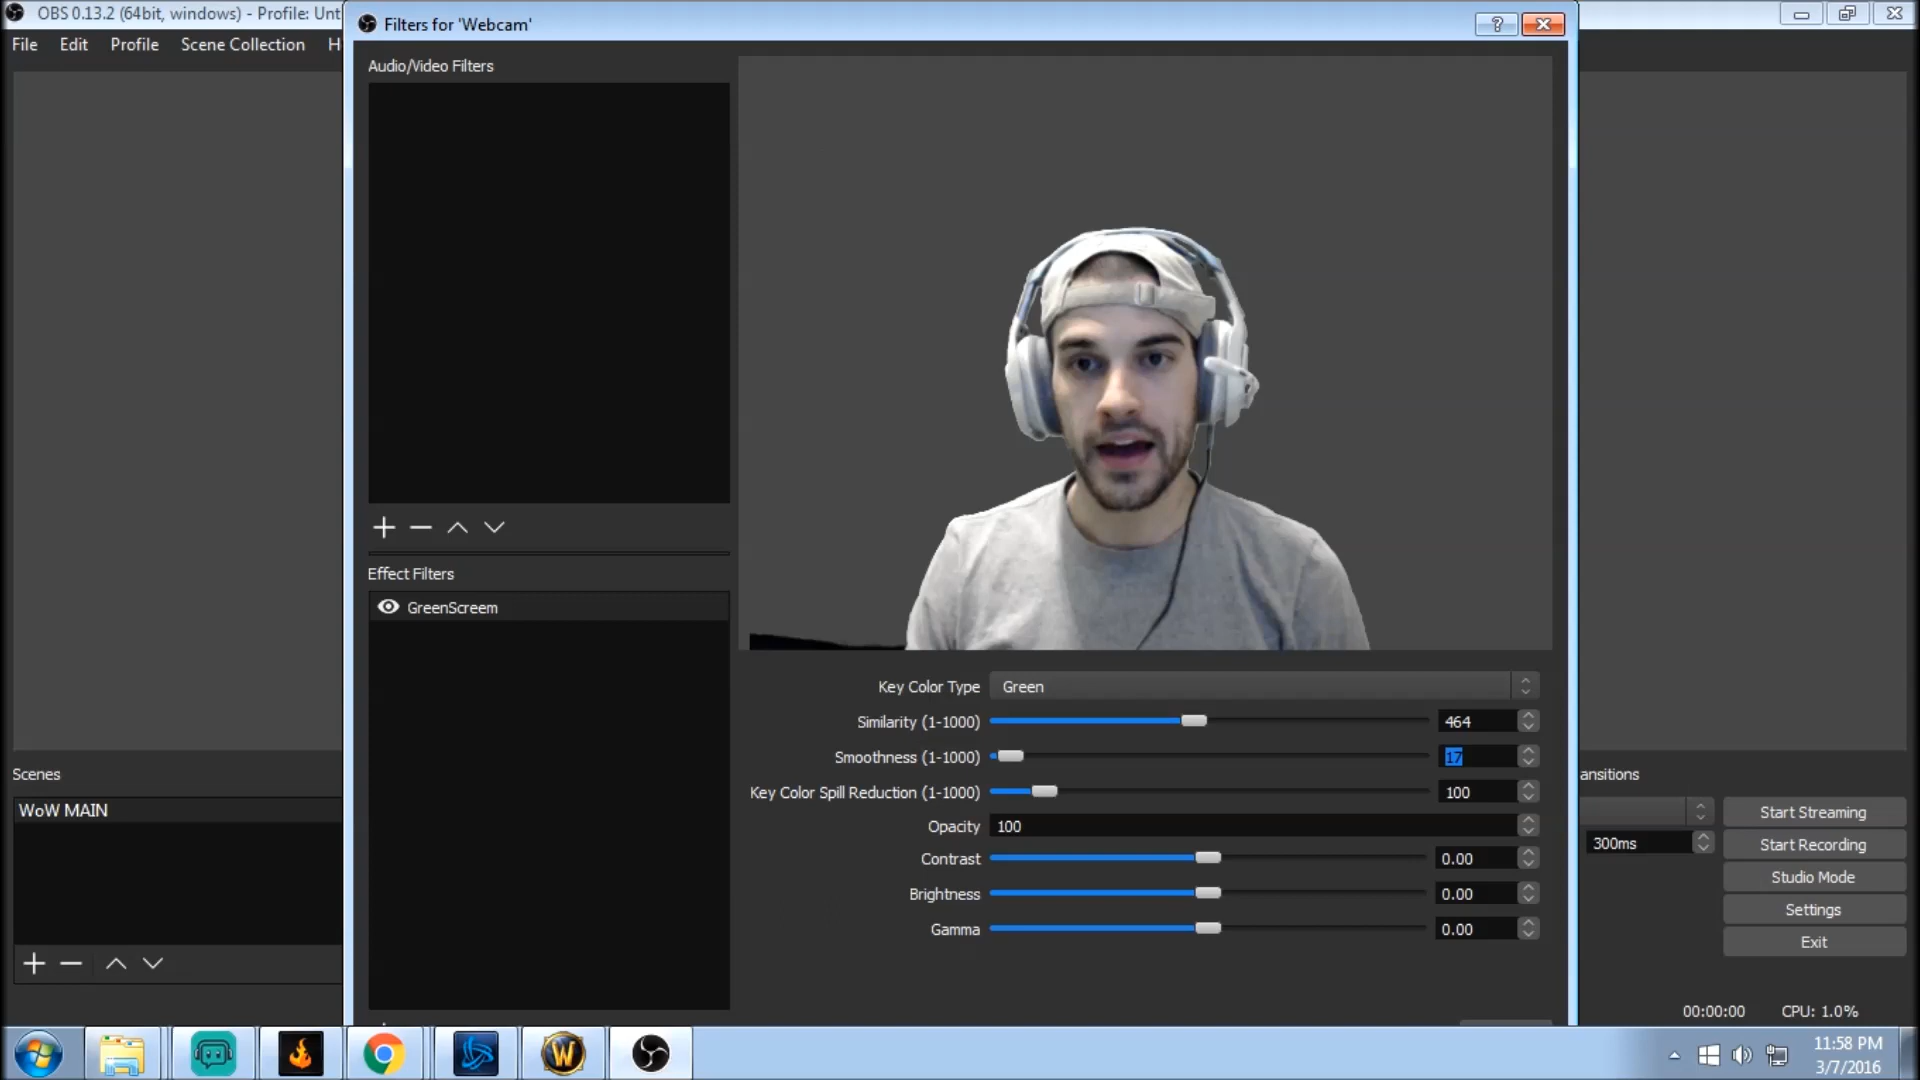 OBS 0.13.2 (64bit, windows) - Profile: Unt
Filters for 'Webcam'
?
File Edit Profile Scene Collection H
Audio/Video Filters
Effect Filters
GreenScreem
Key Color Type Green
Similarity (1-1000) 464
Smoothness (1-1000) 17
Key Color Spill Reduction (1-1000) 100
Opacity 100
Contrast 0.00
Brightness 0.00
Gamma 0.00
Scenes
WoW MAIN
ansitions
300ms
Start Streaming
Start Recording
Studio Mode
Settings
Exit
00:00:00 CPU: 1.0%
W
11:58 PM
3/7/2016